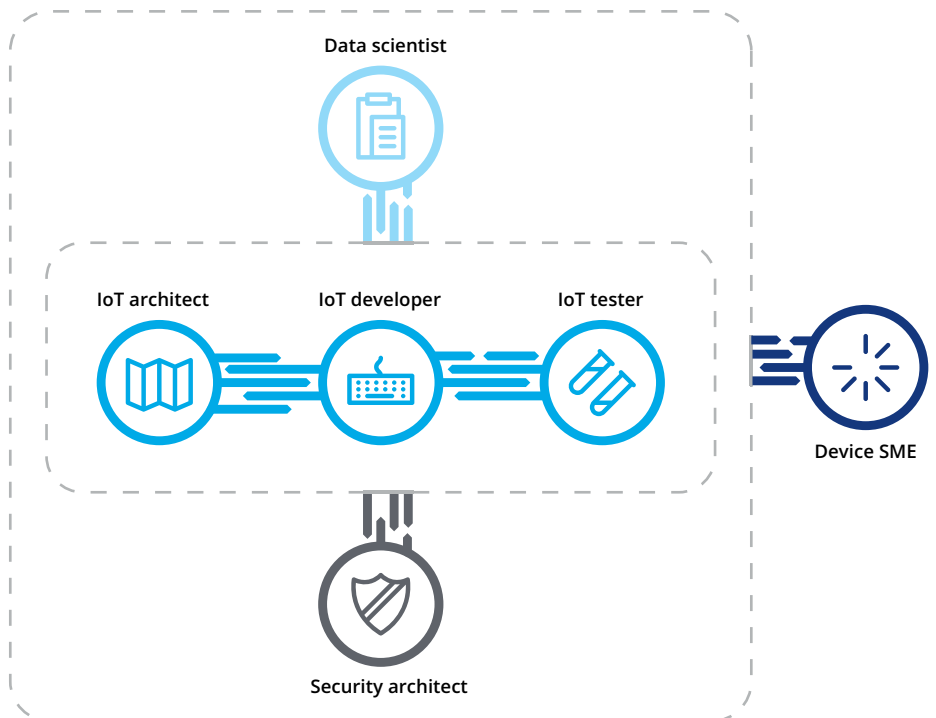 Data scientist
IoT architect
IoT developer
IoT tester
Device SME
Security architect